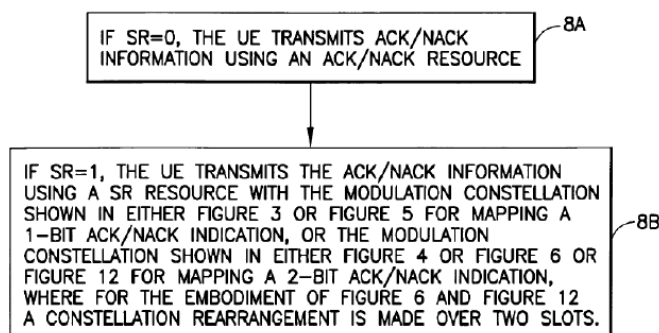 IF SR=0, THE UE TRANSMITS ACK/NACK
INFORMATION USING AN ACK/NACK RESOURCE
8A
IF SR=1, THE UE TRANSMITS THE ACK/NACK INFORMATION
USING A SR RESOURCE WITH THE MODULATION CONSTELLATION
SHOWN IN EITHER FIGURE 3 OR FIGURE 5 FOR MAPPING A
1-BIT ACK/NACK INDICATION, OR THE MODULATION
CONSTELLATION SHOWN IN EITHER FIGURE 4 OR FIGURE 6 OR
FIGURE 12 FOR MAPPING A 2-BIT ACK/NACK INDICATION,
WHERE FOR THE EMBODIMENT OF FIGURE 6 AND FIGURE 12
A CONSTELLATION REARRANGEMENT IS MADE OVER TWO SLOTS.
8B